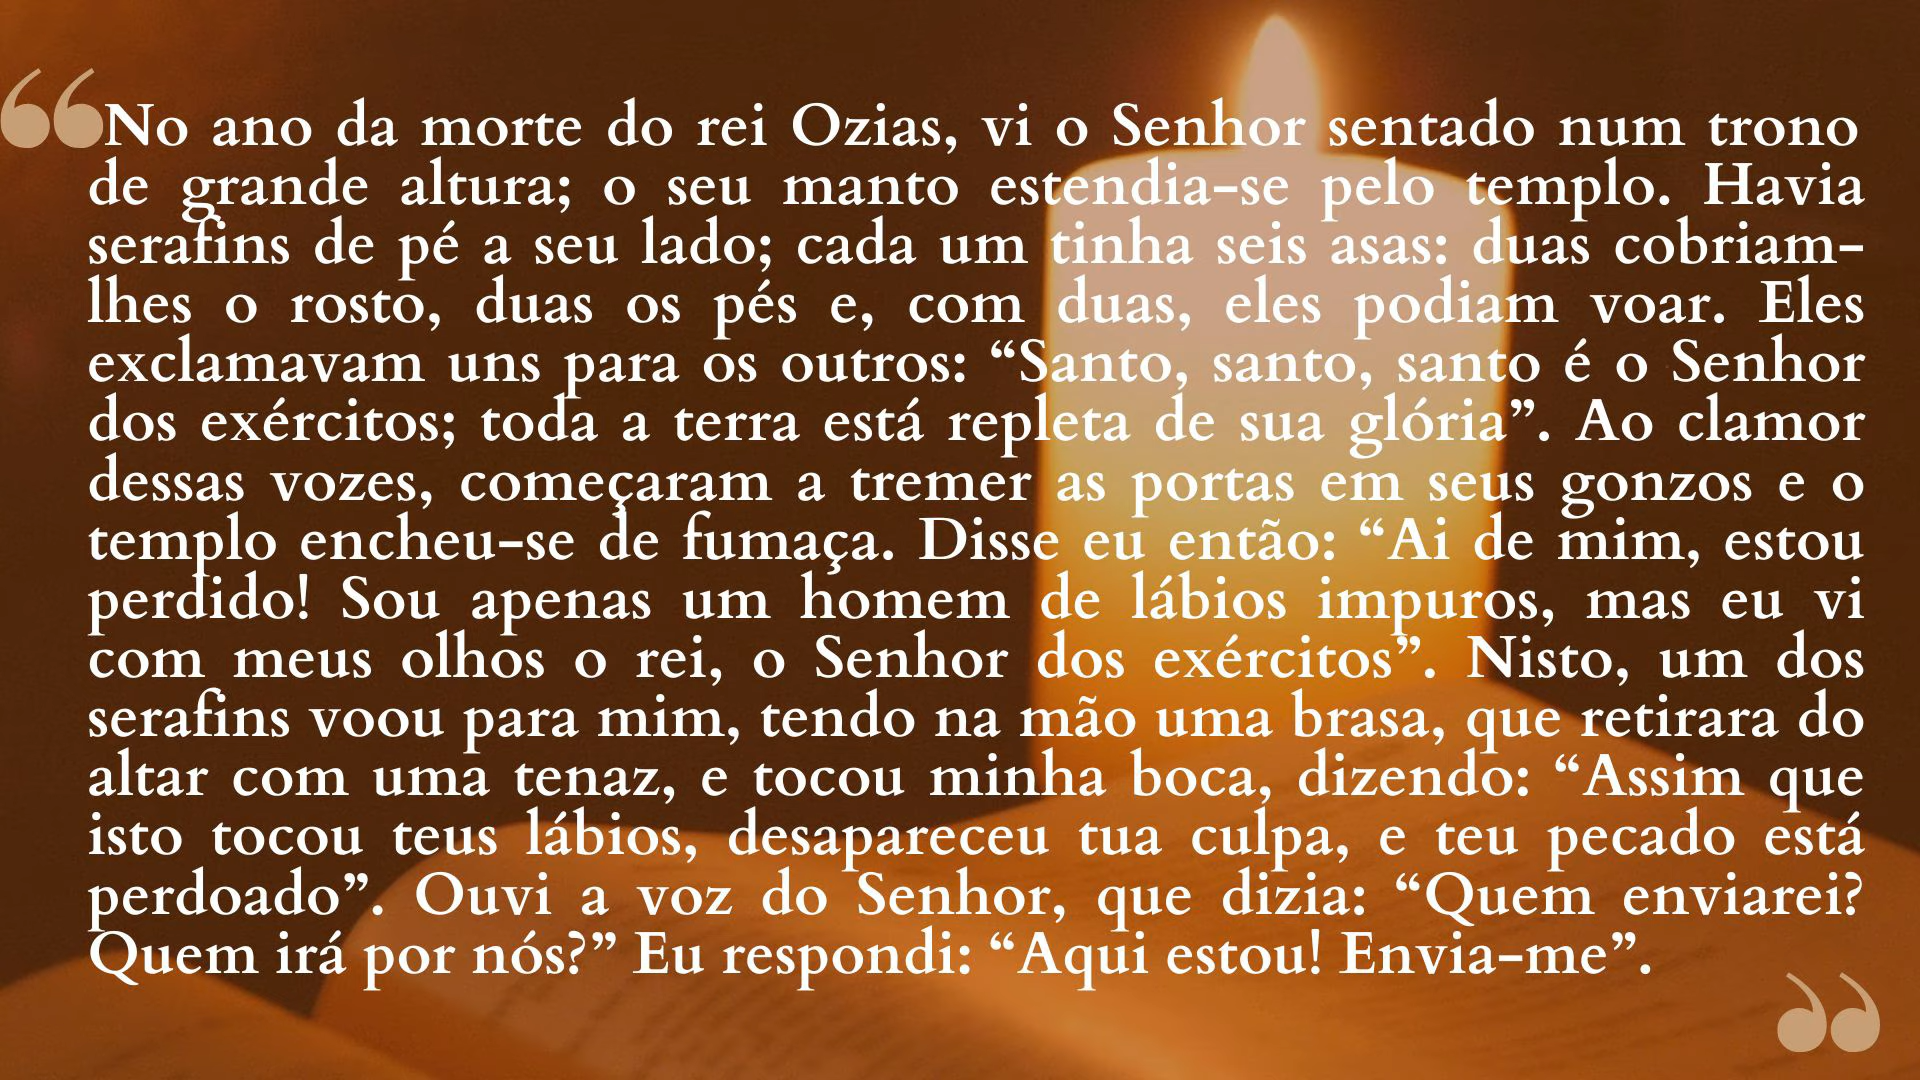 “No ano da morte do rei Ozias, vi o Senhor sentado num trono
de grande altura; o seu manto estendia-se pelo templo. Havia
serafins de pé a seu lado; cada um tinha seis asas: duas cobriam-
lhes o rosto, duas os pés e, com duas, eles podiam voar. Eles
exclamavam uns para os outros: “Santo, santo, santo é o Senhor
dos exércitos; toda a terra está repleta de sua glória”. Ao clamor
dessas vozes, começaram a tremer as portas em seus gonzos e o
templo encheu-se de fumaça. Disse eu então: “Ai de mim, estou
perdido! Sou apenas um homem de lábios impuros, mas eu vi
com meus olhos o rei, o Senhor dos exércitos”. Nisto, um dos
serafins voou para mim, tendo na mão uma brasa, que retirara do
altar com uma tenaz, e tocou minha boca, dizendo: “Assim que
isto tocou teus lábios, desapareceu tua culpa, e teu pecado está
perdoado”. Ouvi a voz do Senhor, que dizia: “Quem enviarei?
Quem irá por nós?” Eu respondi: “Aqui estou! Envia-me”.
”